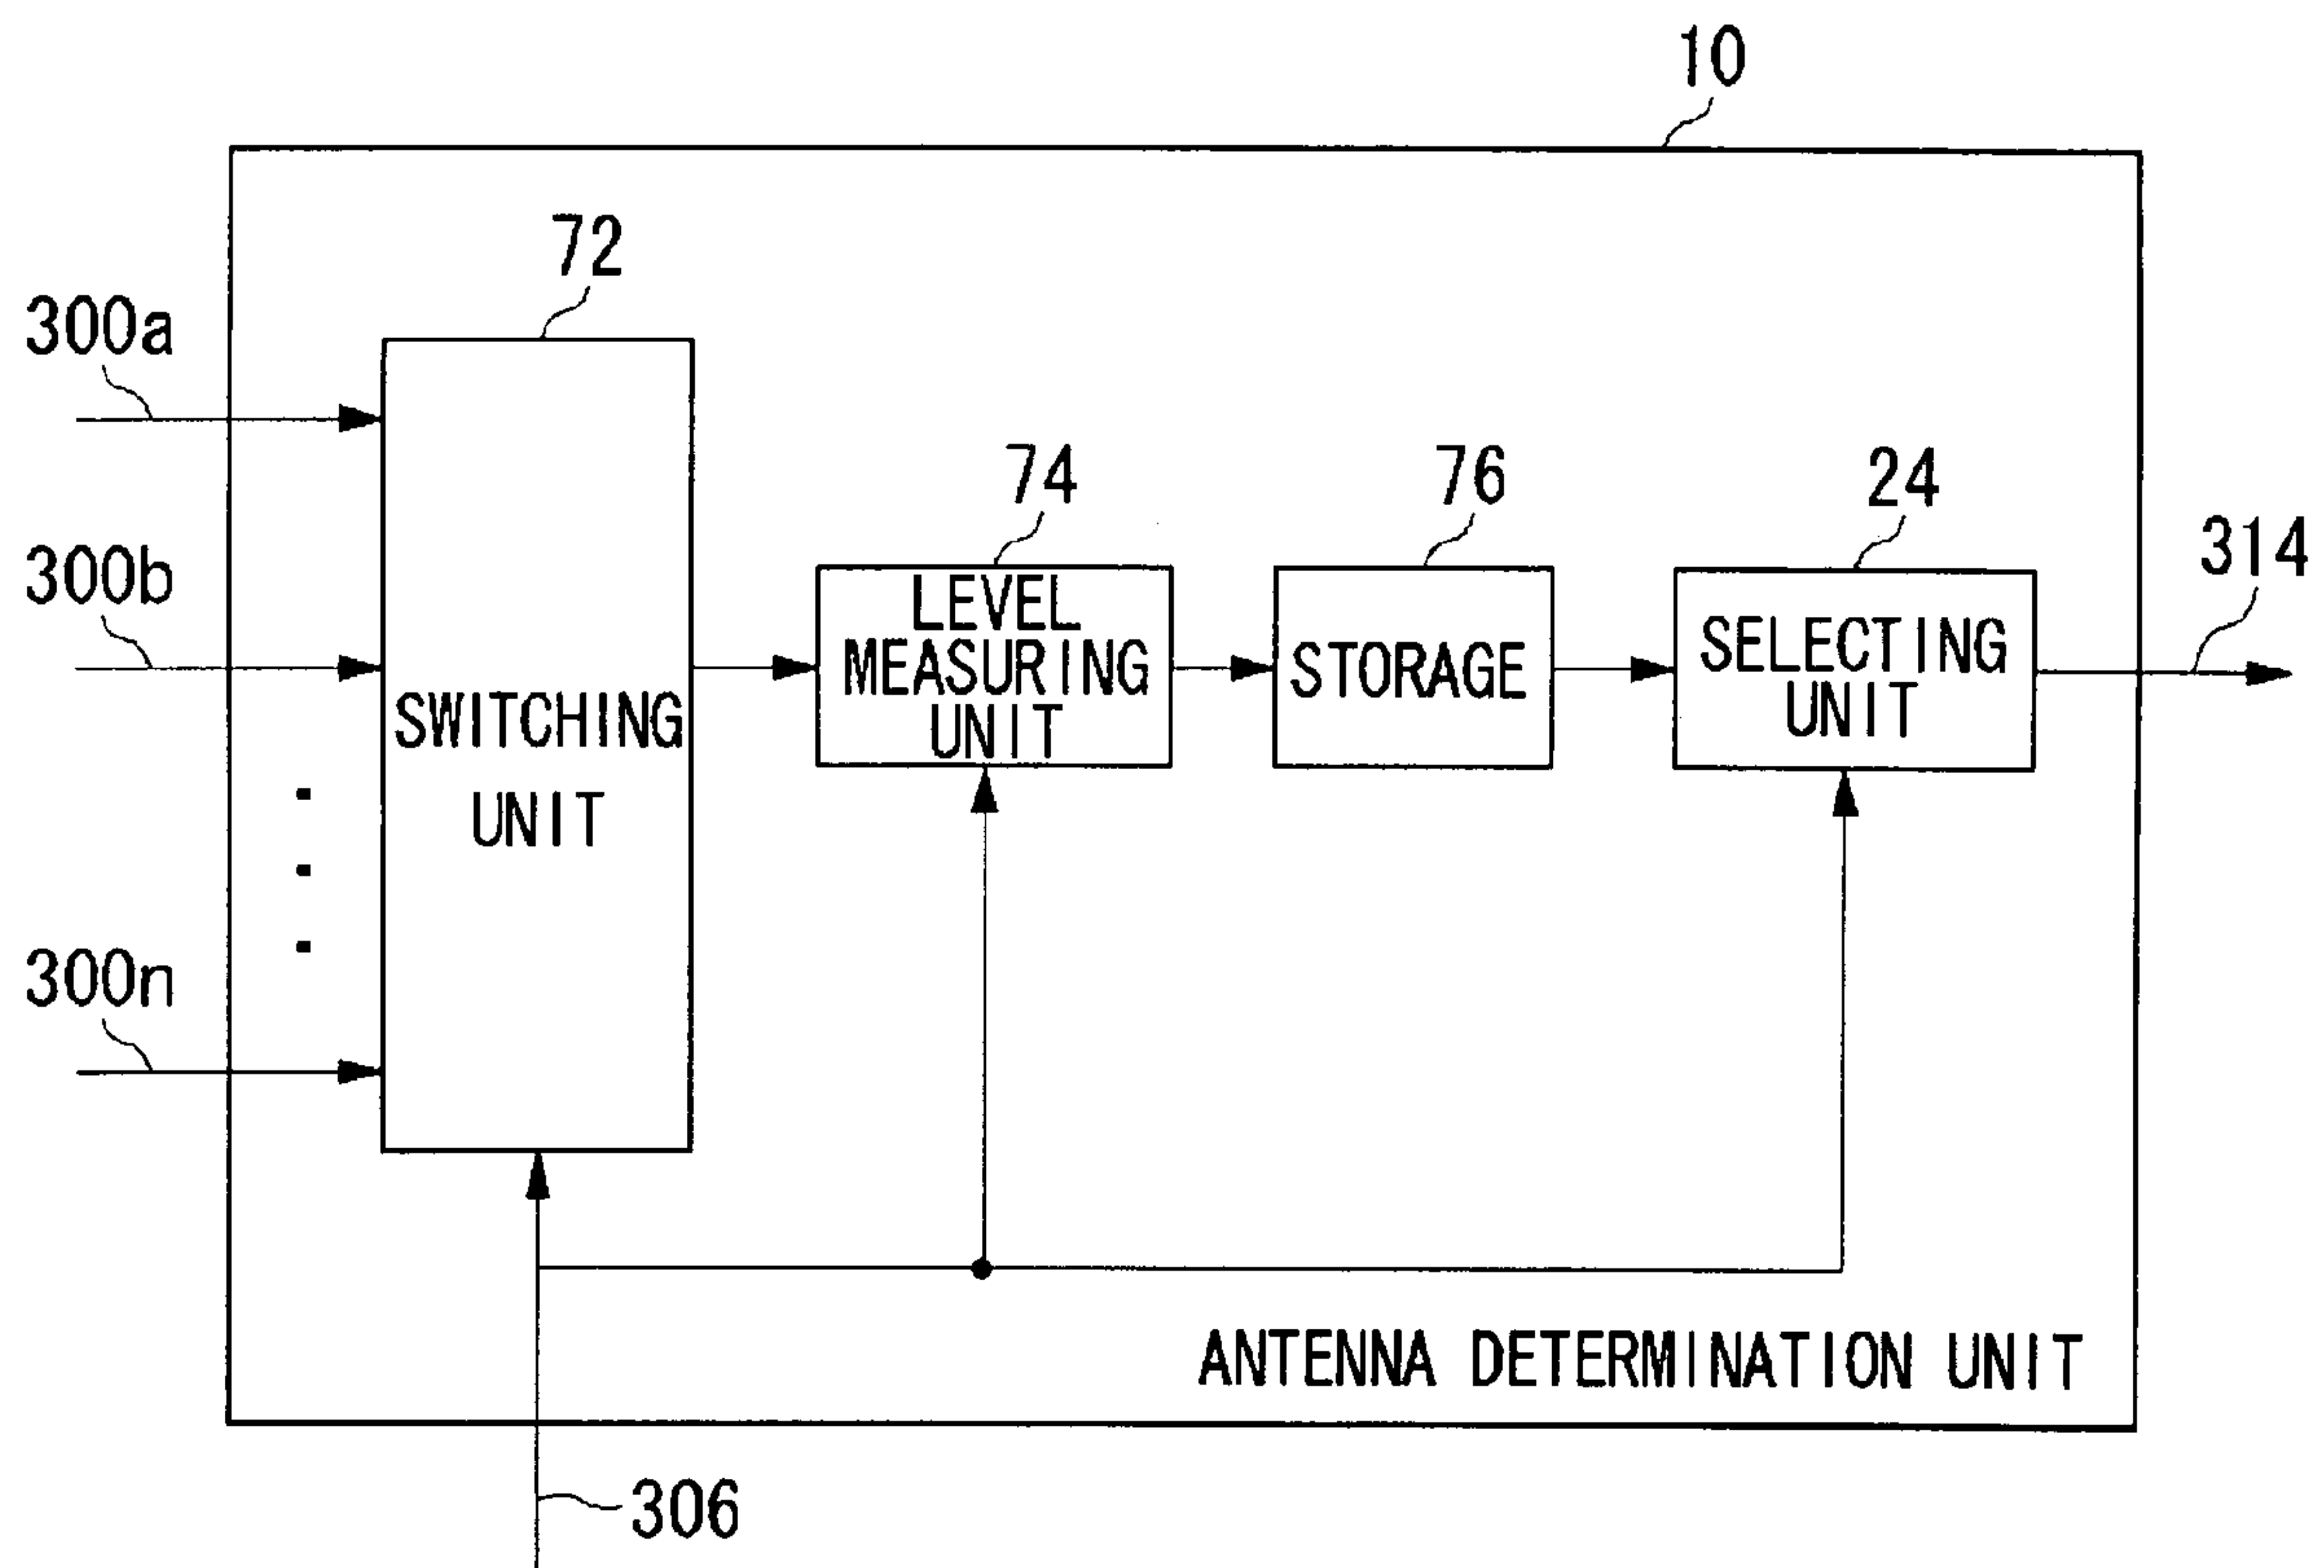 10
72
300a
74
76
24
314
300b
LEVEL
MEASURING
UNIT
STORAGE
SELECTING
UNIT
SWITCHING
UNIT
300n
ANTENNA DETERMINATION UNIT
306